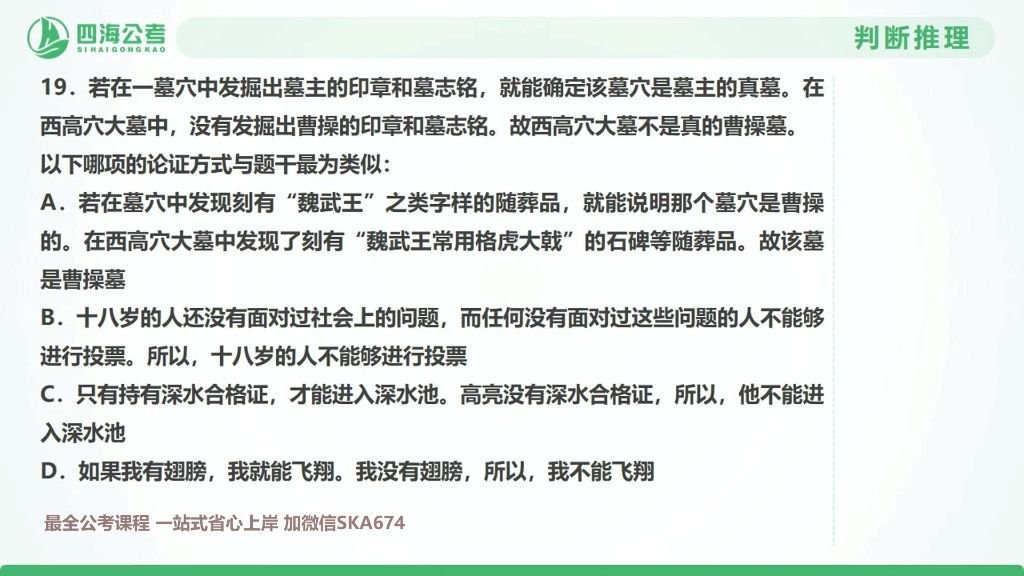 四海公考
SIHAIGONGKAO
判断推理
19．若在一墓穴中发掘出墓主的印章和墓志铭，就能确定该墓穴是墓主的真墓。在
西高穴大墓中，没有发掘出曹操的印章和墓志铭。故西高穴大墓不是真的曹操墓。
以下哪项的论证方式与题干最为类似：
A．若在墓穴中发现刻有“魏武王”之类字样的随葬品，就能说明那个墓穴是曹操
的。在西高穴大墓中发现了刻有“魏武王常用格虎大戟”的石碑等随葬品。故该墓
是曹操墓
B．十八岁的人还没有面对过社会上的问题，而任何没有面对过这些问题的人不能够
进行投票。所以，十八岁的人不能够进行投票
C．只有持有深水合格证，才能进入深水池。高亮没有深水合格证，所以，他不能进
入深水池
D．如果我有翅膀，我就能飞翔。我没有翅膀，所以，我不能飞翔
最全公考课程 一站式省心上岸 加微信SKA674